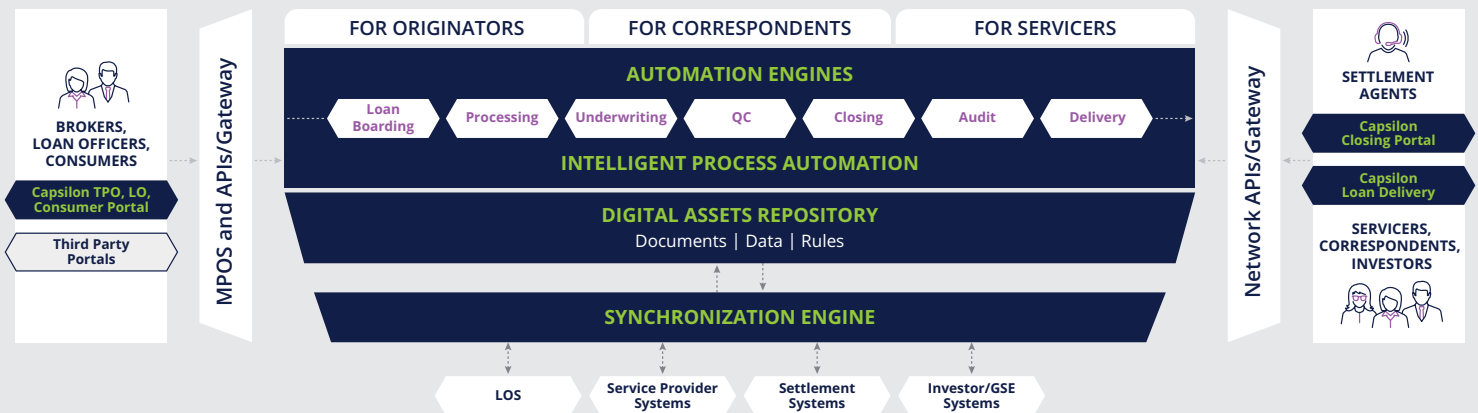 BROKERS,
LOAN OFFICERS,
CONSUMERS
Capsilon TPO, LO,
Consumer Portal
Third Party
Portals
MPOS and APIs/Gateway
FOR ORIGINATORS
FOR CORRESPONDENTS
FOR SERVICERS
AUTOMATION ENGINES
Loan
Boarding
Processing
Underwriting
QC
Closing
Audit
Delivery
INTELLIGENT PROCESS AUTOMATION
DIGITAL ASSETS REPOSITORY
Documents | Data | Rules
SYNCHRONIZATION ENGINE
LOS
Service Provider
Systems
Settlement
Systems
Investor/GSE
Systems
Network APIs/Gateway
SETTLEMENT
AGENTS
Capsilon
Closing Portal
Capsilon
Loan Delivery
SERVICERS,
CORRESPONDENTS,
INVESTORS